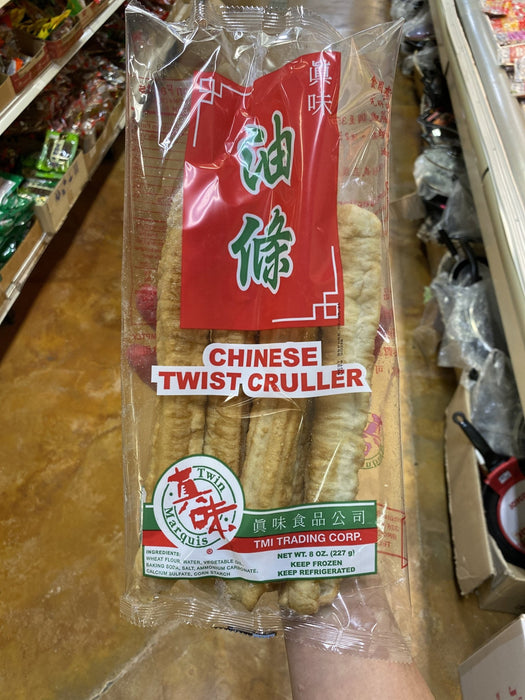 眞味
油條
CHINESE
TWIST CRULLER
Twin
Marquis
真味
®
眞味食品公司
TMI TRADING CORP.
INGREDIENTS:
WHEAT FLOUR, WATER, VEGETABLE OIL,
BAKING SODA, SALT, AMMONIUM CARBONATE,
CALCIUM SULFATE, CORN STARCH
NET WT. 8 OZ. (227 g)
KEEP FROZEN
KEEP REFRIGERATED